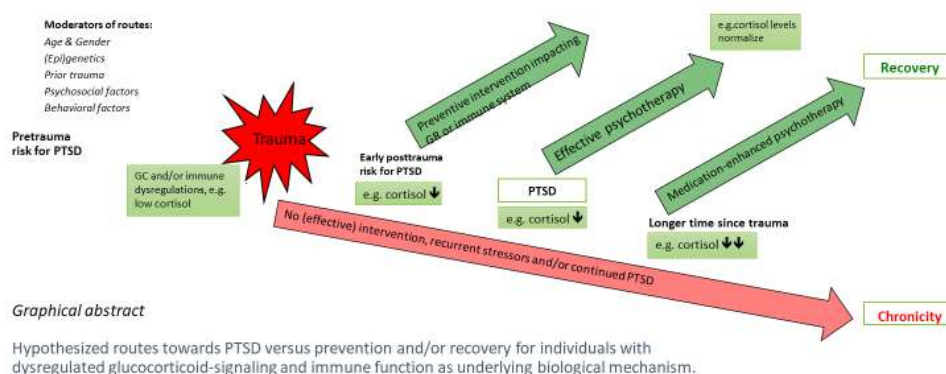 Moderators of routes:
Age & Gender
(Epi)genetics
Prior trauma
Psychosocial factors
Behavioral factors
Pretrauma
risk for PTSD
GC and/or immune
dysregulations, e.g.
low cortisol
Trauma
Early posttrauma
risk for PTSD
e.g. cortisol ↓
Preventive intervention impacting
GR or immune system
PTSD
e.g. cortisol ↓
Effective psychotherapy
e.g.cortisol levels
normalize
Longer time since trauma
e.g. cortisol ↓↓
Medication-enhanced psychotherapy
Recovery
No (effective) intervention, recurrent stressors and/or continued PTSD
Chronicity
Graphical abstract
Hypothesized routes towards PTSD versus prevention and/or recovery for individuals with
dysregulated glucocorticoid-signaling and immune function as underlying biological mechanism.